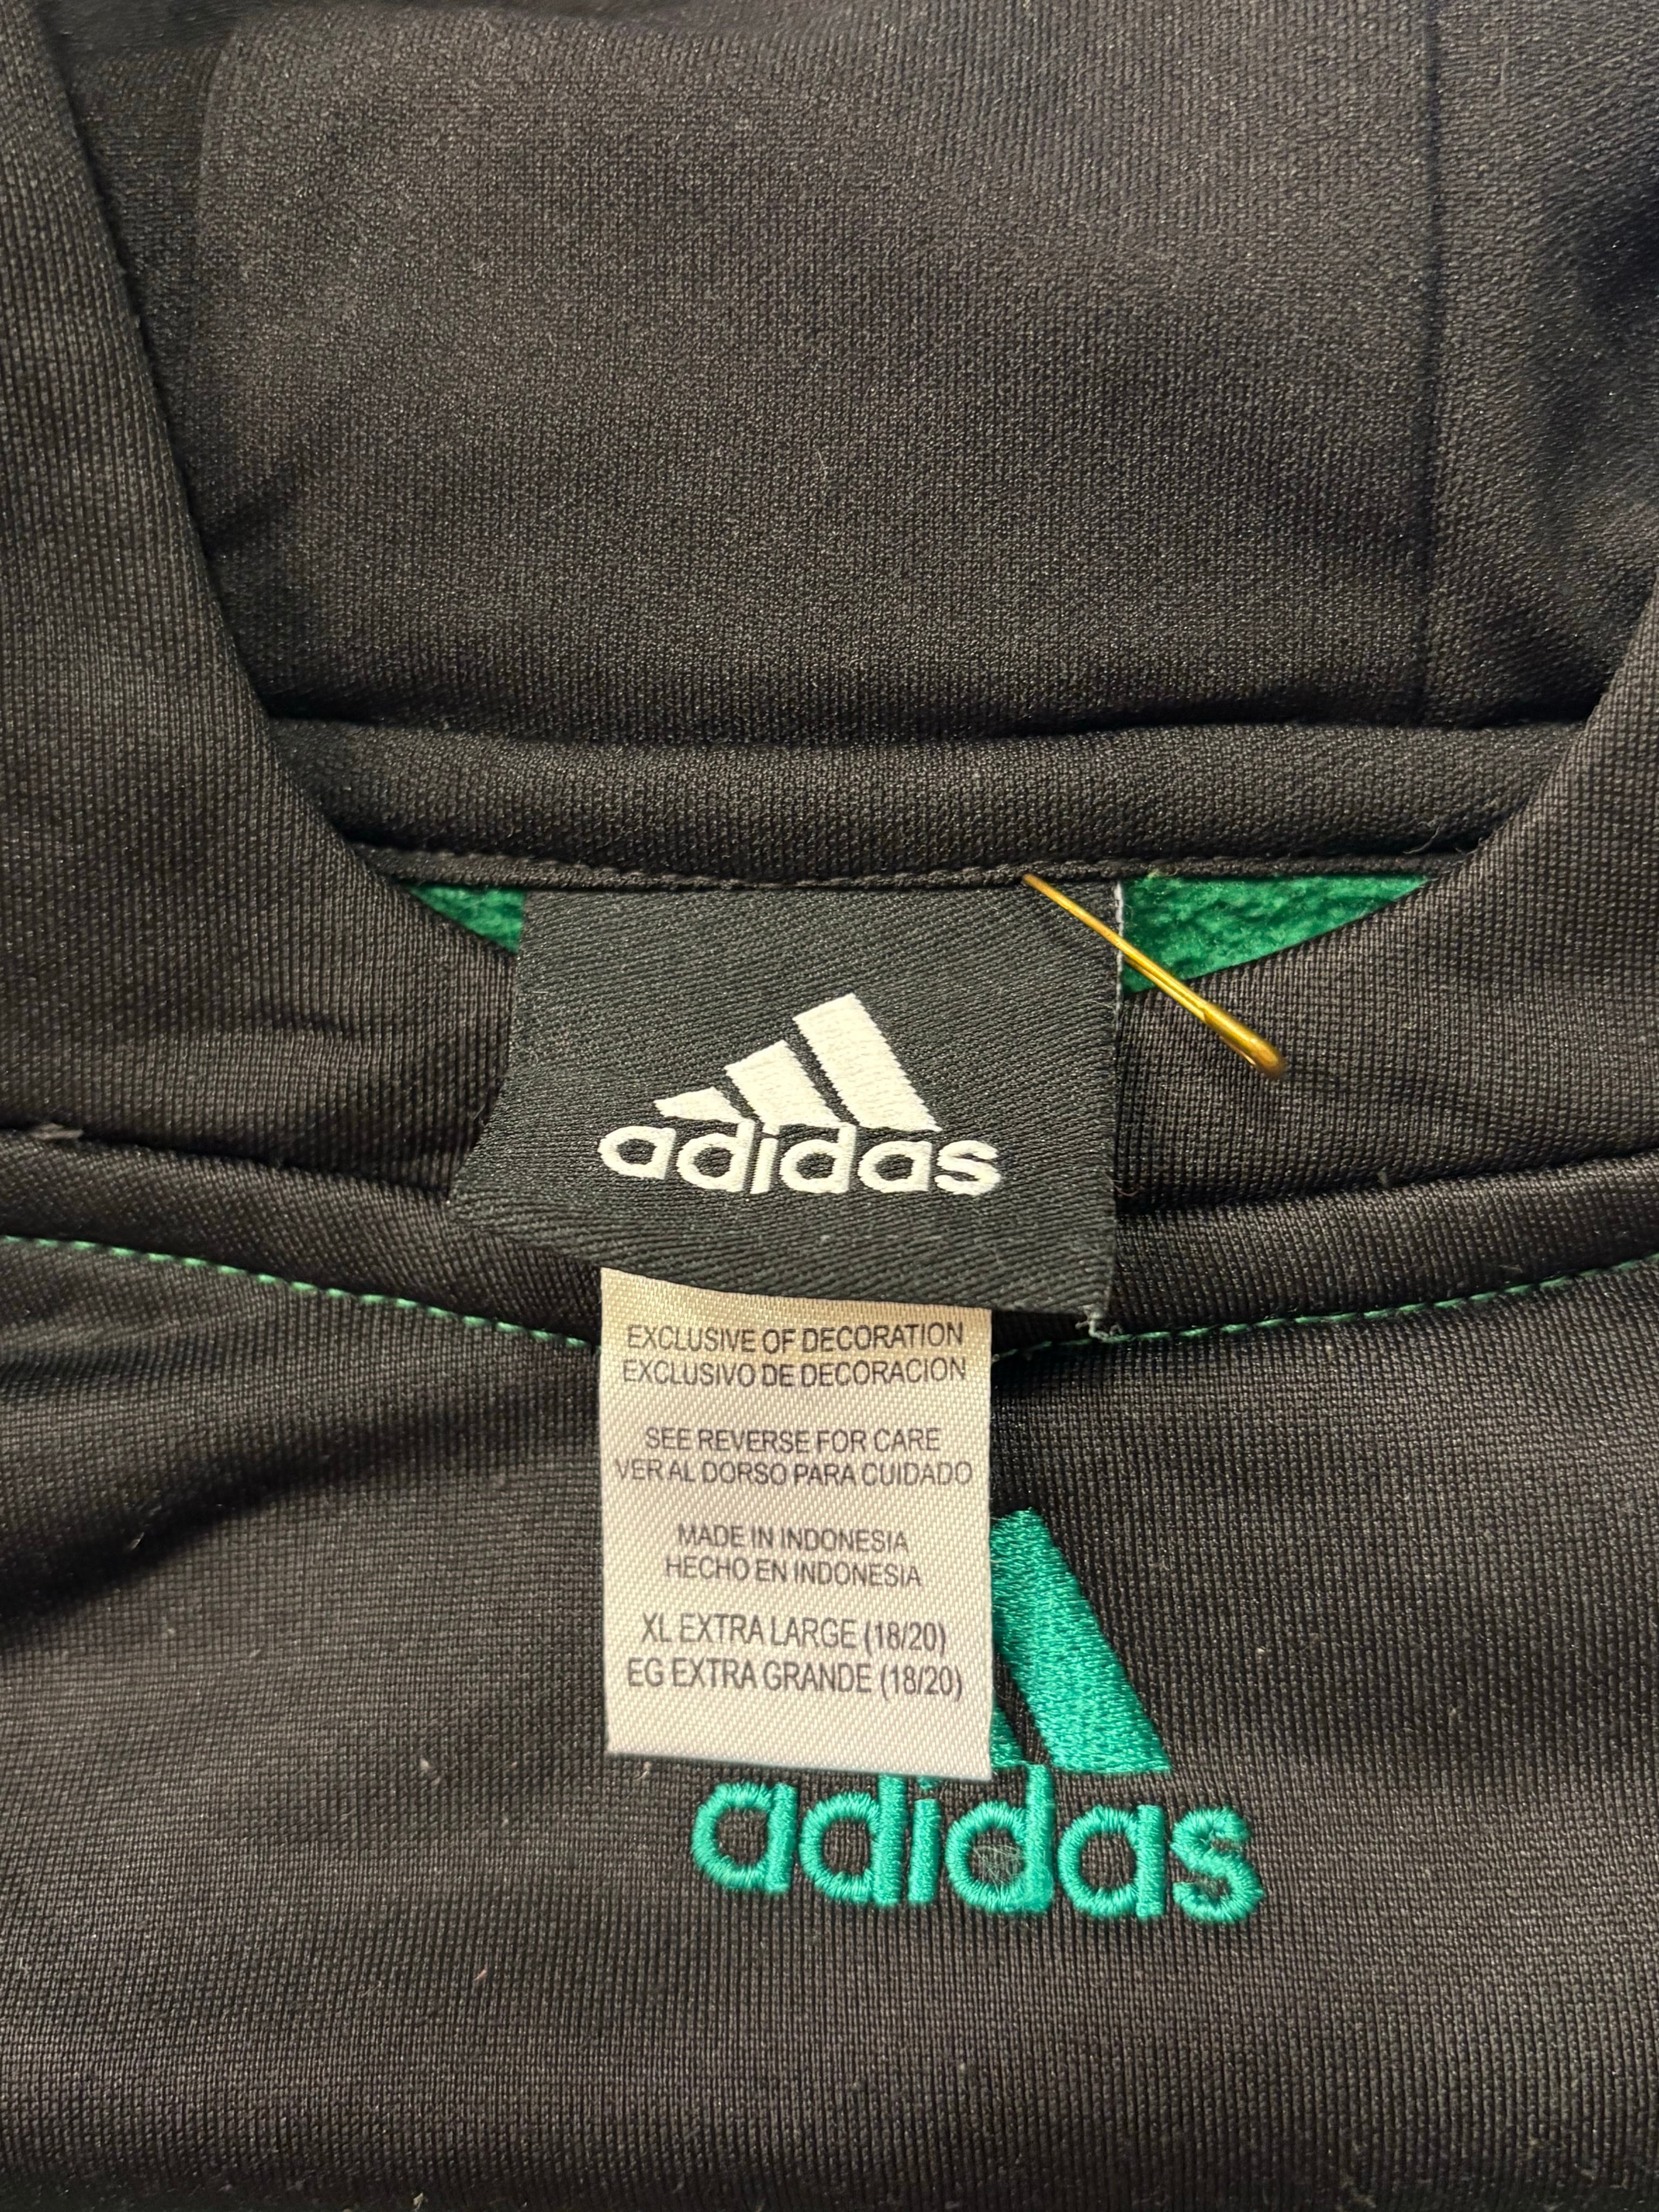 adidas
EXCLUSIVE OF DECORATION
EXCLUSIVO DE DECORACION
SEE REVERSE FOR CARE
VER AL DORSO PARA CUIDADO
MADE IN INDONESIA
HECHO EN INDONESIA
XL EXTRA LARGE (18/20)
EG EXTRA GRANDE (18/20)
adidas